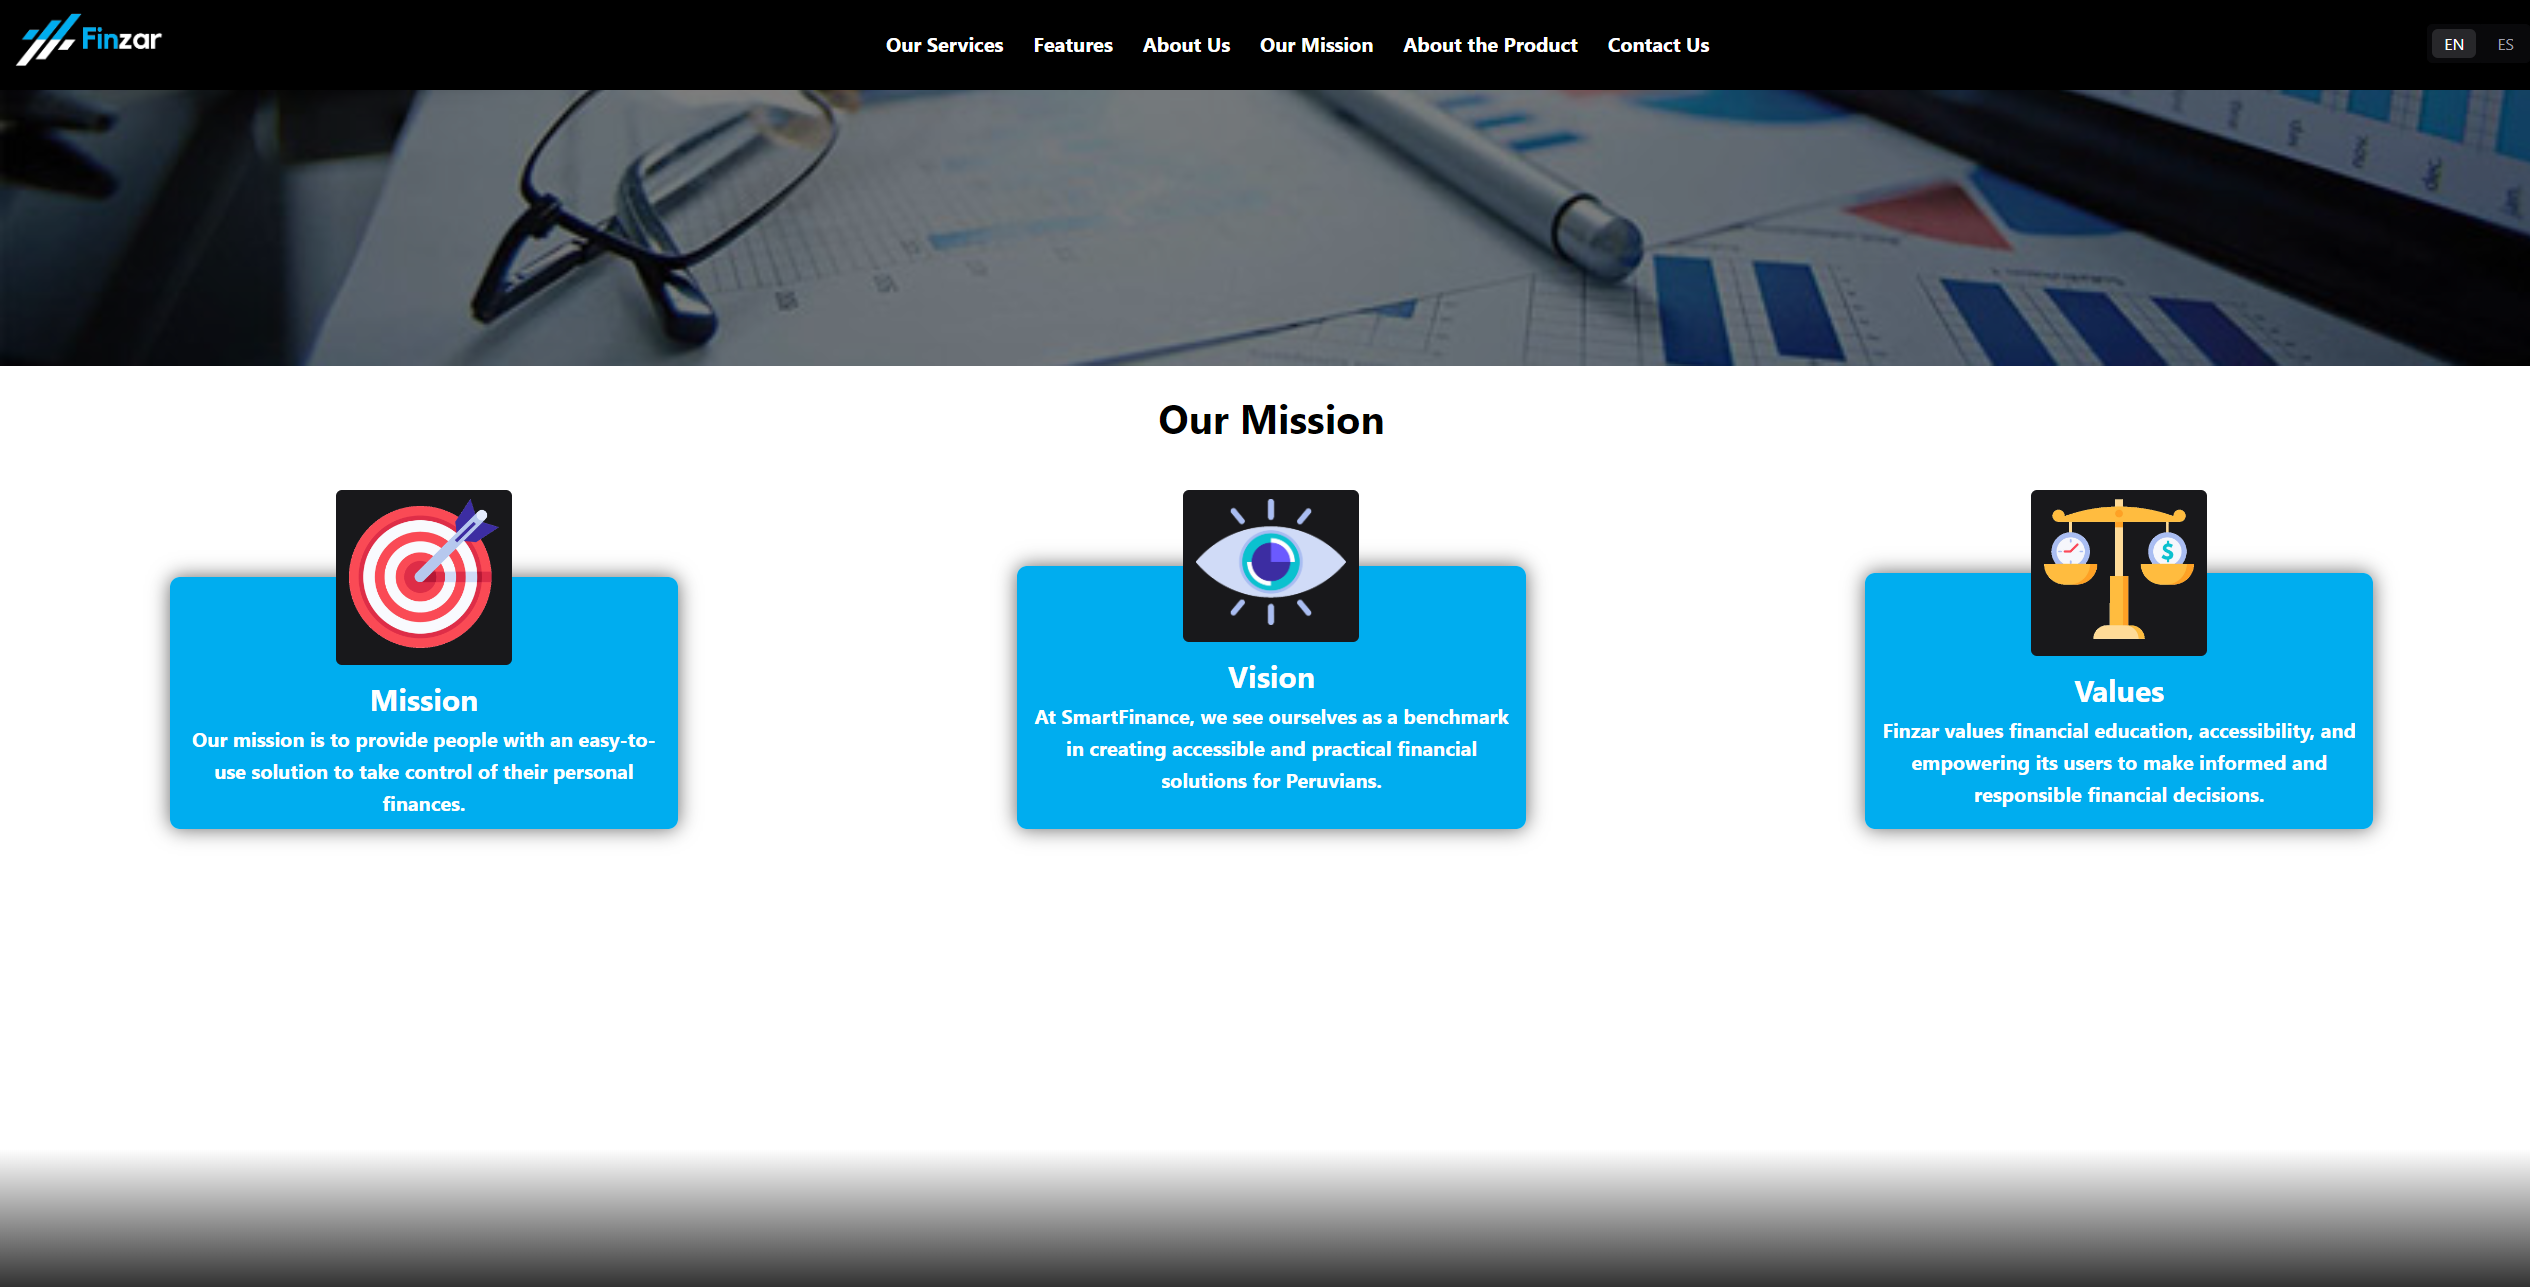 Finzar
Our Services
Features
About Us
Our Mission
About the Product
Contact Us
EN
ES
nov
dec
jan
Our Mission
$
Mission
Our mission is to provide people with an easy-to-
use solution to take control of their personal
finances.
Vision
At SmartFinance, we see ourselves as a benchmark
in creating accessible and practical financial
solutions for Peruvians.
Values
Finzar values financial education, accessibility, and
empowering its users to make informed and
responsible financial decisions.